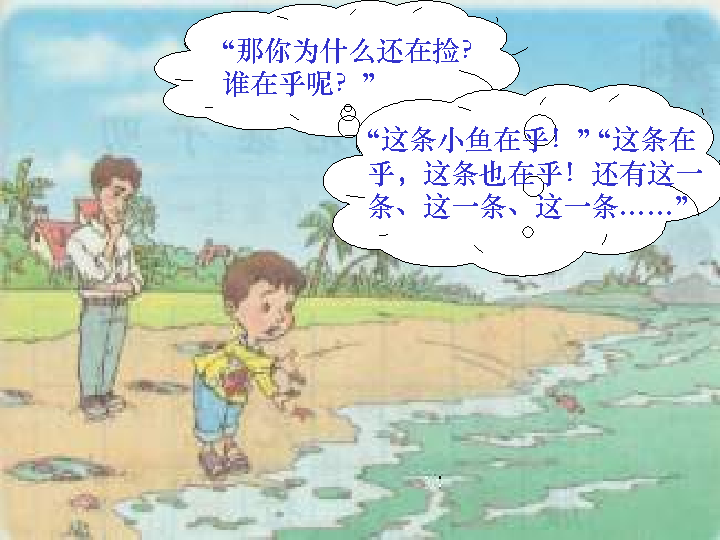 “那你为什么还在捡?
谁在乎呢?”
“这条小鱼在乎!”“这条在
乎，这条也在乎!还有这一
条、这一条、这一条……”